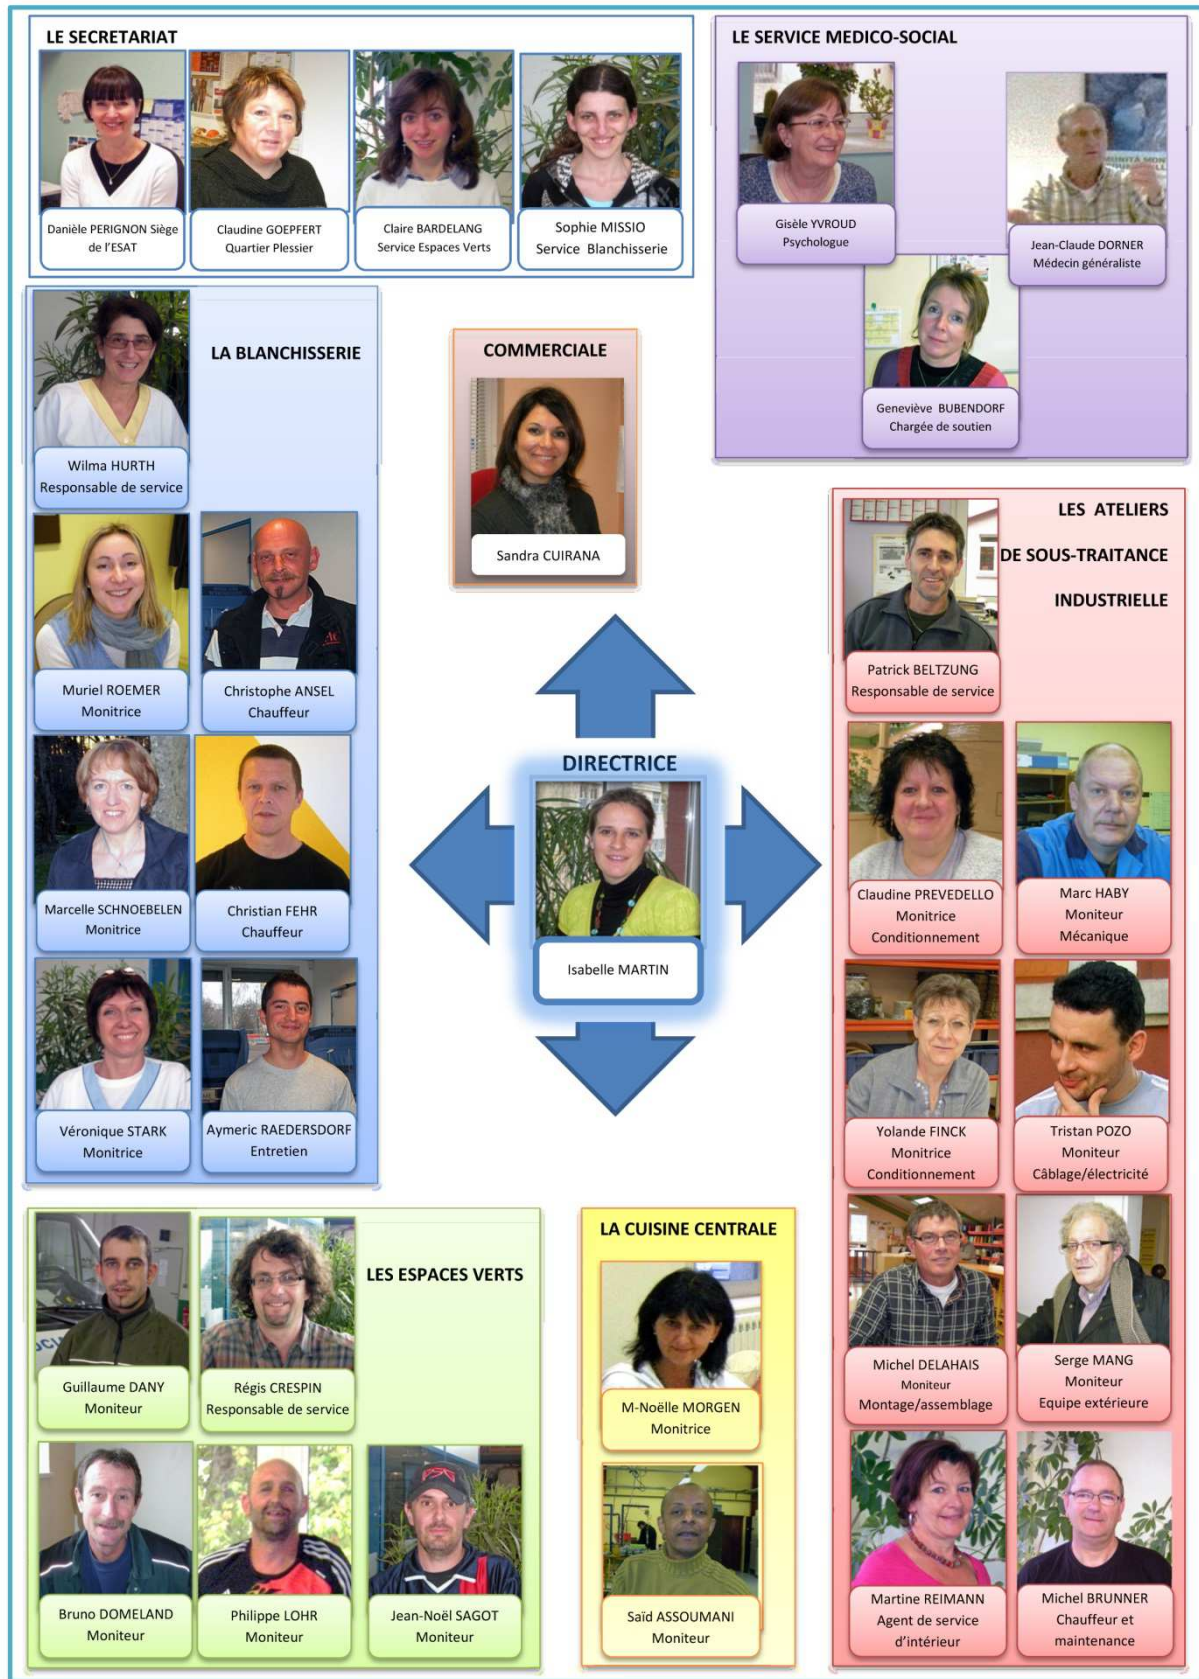 LE SECRETARIAT
Danièle PERIGNON Siège
de l'ESAT
Claudine GOEPFERT
Quartier Plessier
Claire BARDELANG
Service Espaces Verts
Sophie MISSIO
Service Blanchisserie
LE SERVICE MEDICO-SOCIAL
Gisèle YVROUD
Psychologue
Jean-Claude DORNER
Médecin généraliste
Geneviève BUBENDORF
Chargée de soutien
LA BLANCHISSERIE
Wilma HURTH
Responsable de service
Muriel ROEMER
Monitrice
Christophe ANSEL
Chauffeur
Marcelle SCHNOEBELEN
Monitrice
Christian FEHR
Chauffeur
Véronique STARK
Monitrice
Aymeric RAEDERSDORF
Entretien
COMMERCIALE
Sandra CUIRANA
DIRECTRICE
Isabelle MARTIN
LES ATELIERS
DE SOUS-TRAITANCE
INDUSTRIELLE
Patrick BELTZUNG
Responsable de service
Claudine PREVEDELLO
Monitrice
Conditionnement
Marc HABY
Moniteur
Mécanique
Yolande FINCK
Monitrice
Conditionnement
Tristan POZO
Moniteur
Câblage/électricité
Michel DELAHAIS
Moniteur
Montage/assemblage
Serge MANG
Moniteur
Equipe extérieure
Martine REIMANN
Agent de service
d'intérieur
Michel BRUNNER
Chauffeur et
maintenance
LES ESPACES VERTS
Guillaume DANY
Moniteur
Régis CRESPIN
Responsable de service
Bruno DOMELAND
Moniteur
Philippe LOHR
Moniteur
Jean-Noël SAGOT
Moniteur
LA CUISINE CENTRALE
M-Noëlle MORGEN
Monitrice
Saïd ASSOUMANI
Moniteur